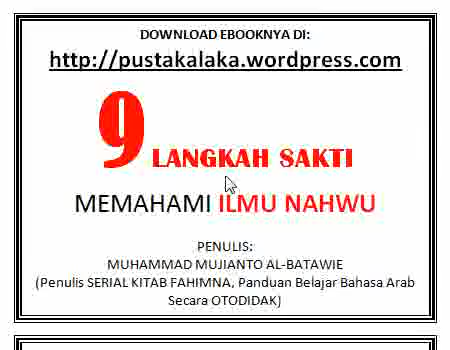 DOWNLOAD EBOOKNYA DI:
http://pustakalaka.wordpress.com
9 LANGKAH SAKTI
MEMAHAMI ILMU NAHWU
PENULIS:
MUHAMMAD MUJIANTO AL-BATAWIE
(Penulis SERIAL KITAB FAHIMNA, Panduan Belajar Bahasa Arab
Secara OTODIDAK)